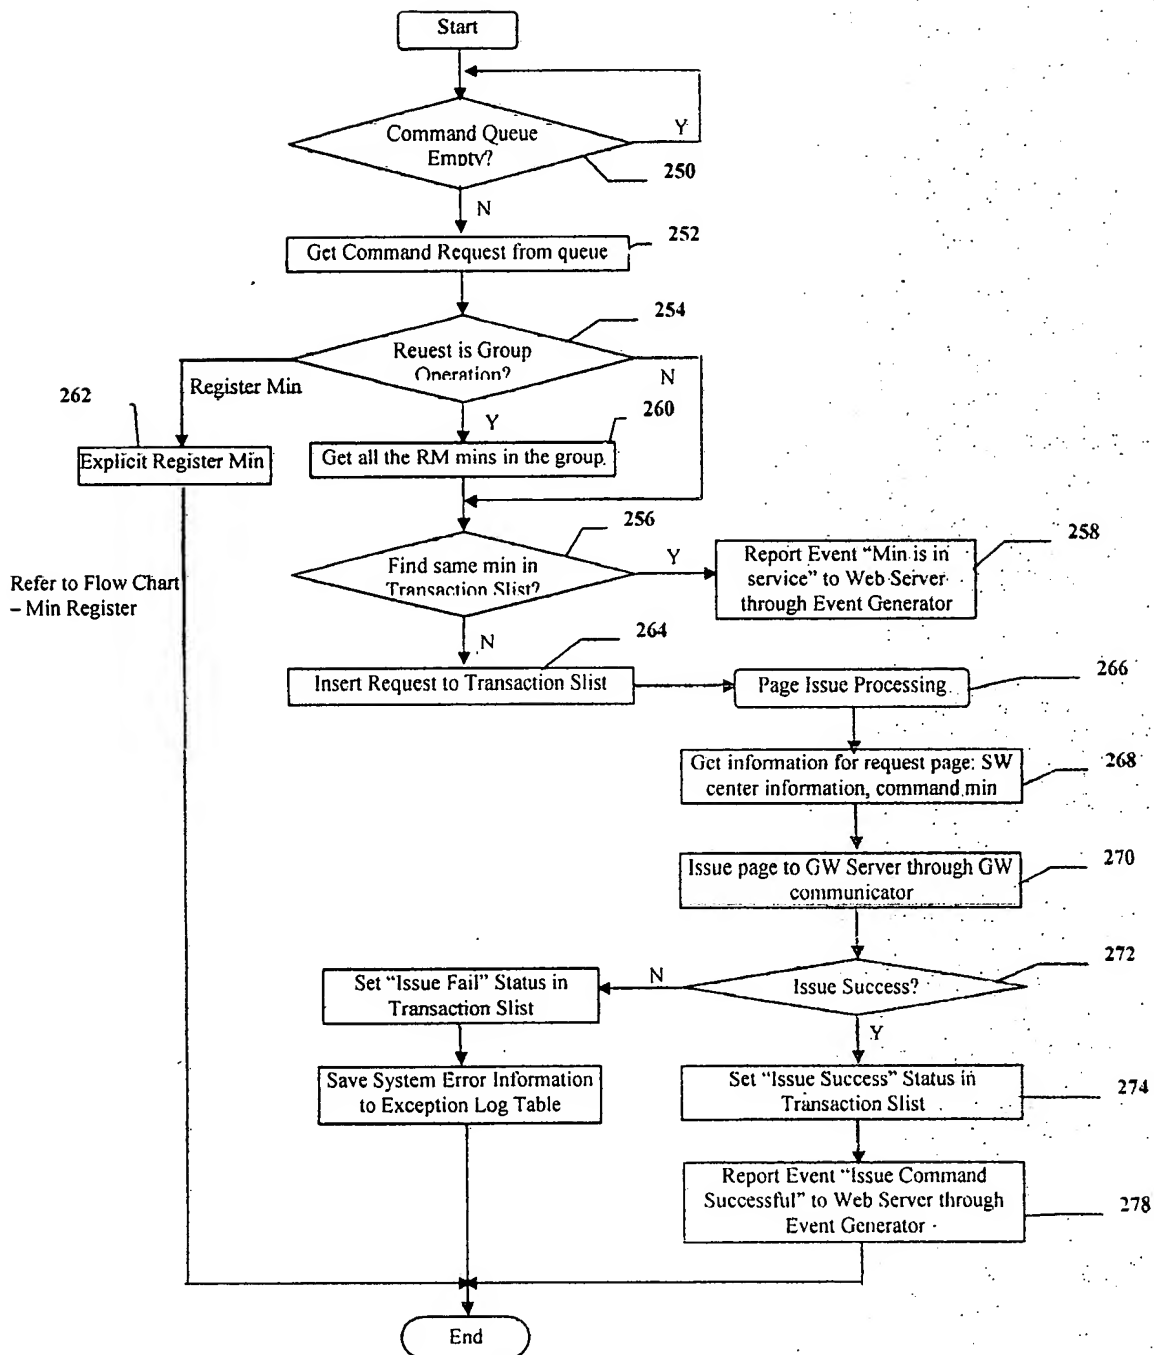 Start
Command Queue
Empty?
Y
250
N
252
Get Command Request from queue
254
Reuest is Group
Operation?
N
Register Min
262
Y
260
Explicit Register Min
Get all the RM mins in the group
256
Find same min in
Transaction Slist?
Y
Report Event “Min is in
service” to Web Server
through Event Generator
258
Refer to Flow Chart
– Min Register
N
264
Insert Request to Transaction Slist
Page Issue Processing
266
Get information for request page: SW
center information, command min
268
Issue page to GW Server through GW
communicator
270
272
Issue Success?
N
Set “Issue Fail” Status in
Transaction Slist
Y
Save System Error Information
to Exception Log Table
Set “Issue Success” Status in
Transaction Slist
274
Report Event “Issue Command
Successful” to Web Server through
Event Generator
278
End